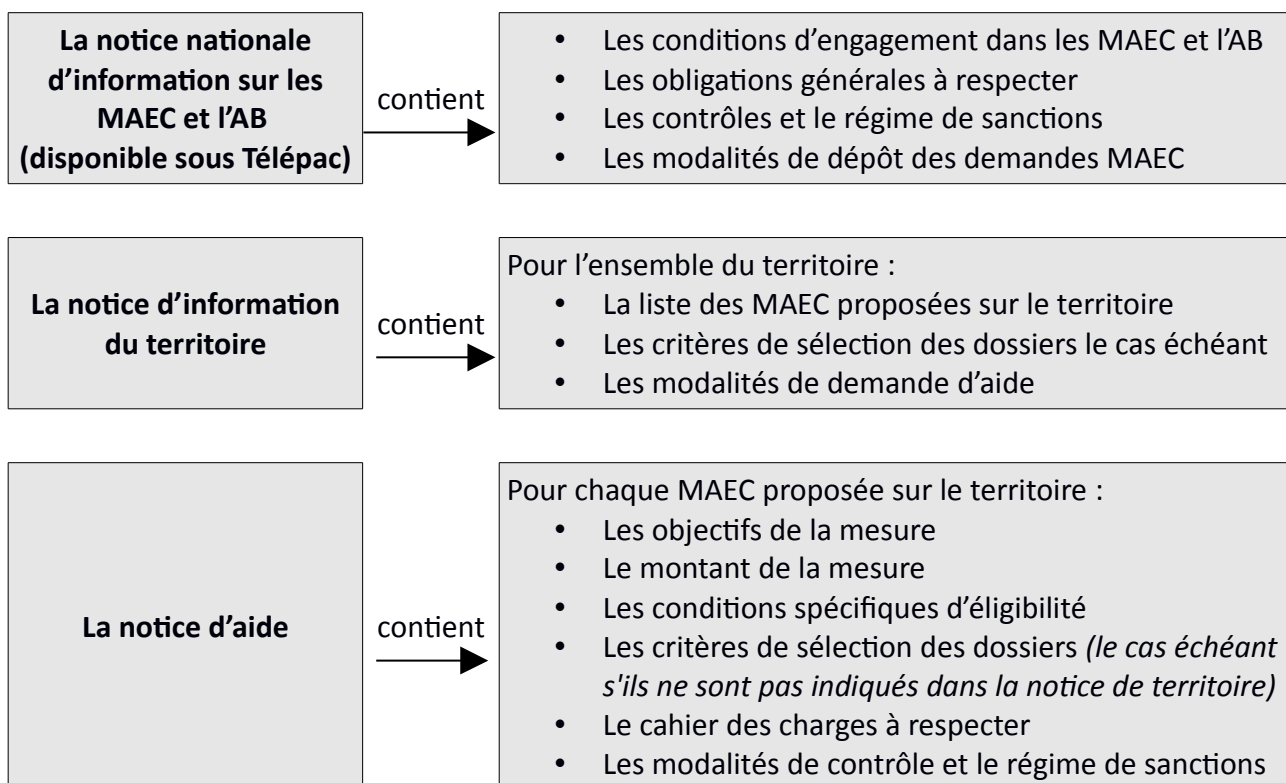 La notice nationale
d’information sur les
MAEC et l’AB
(disponible sous Télépac)
contient
• Les conditions d’engagement dans les MAEC et l’AB
• Les obligations générales à respecter
• Les contrôles et le régime de sanctions
• Les modalités de dépôt des demandes MAEC
La notice d’information
du territoire
contient
Pour l’ensemble du territoire :
• La liste des MAEC proposées sur le territoire
• Les critères de sélection des dossiers le cas échéant
• Les modalités de demande d’aide
La notice d’aide
contient
Pour chaque MAEC proposée sur le territoire :
• Les objectifs de la mesure
• Le montant de la mesure
• Les conditions spécifiques d’éligibilité
• Les critères de sélection des dossiers (le cas échéant
s'ils ne sont pas indiqués dans la notice de territoire)
• Le cahier des charges à respecter
• Les modalités de contrôle et le régime de sanctions